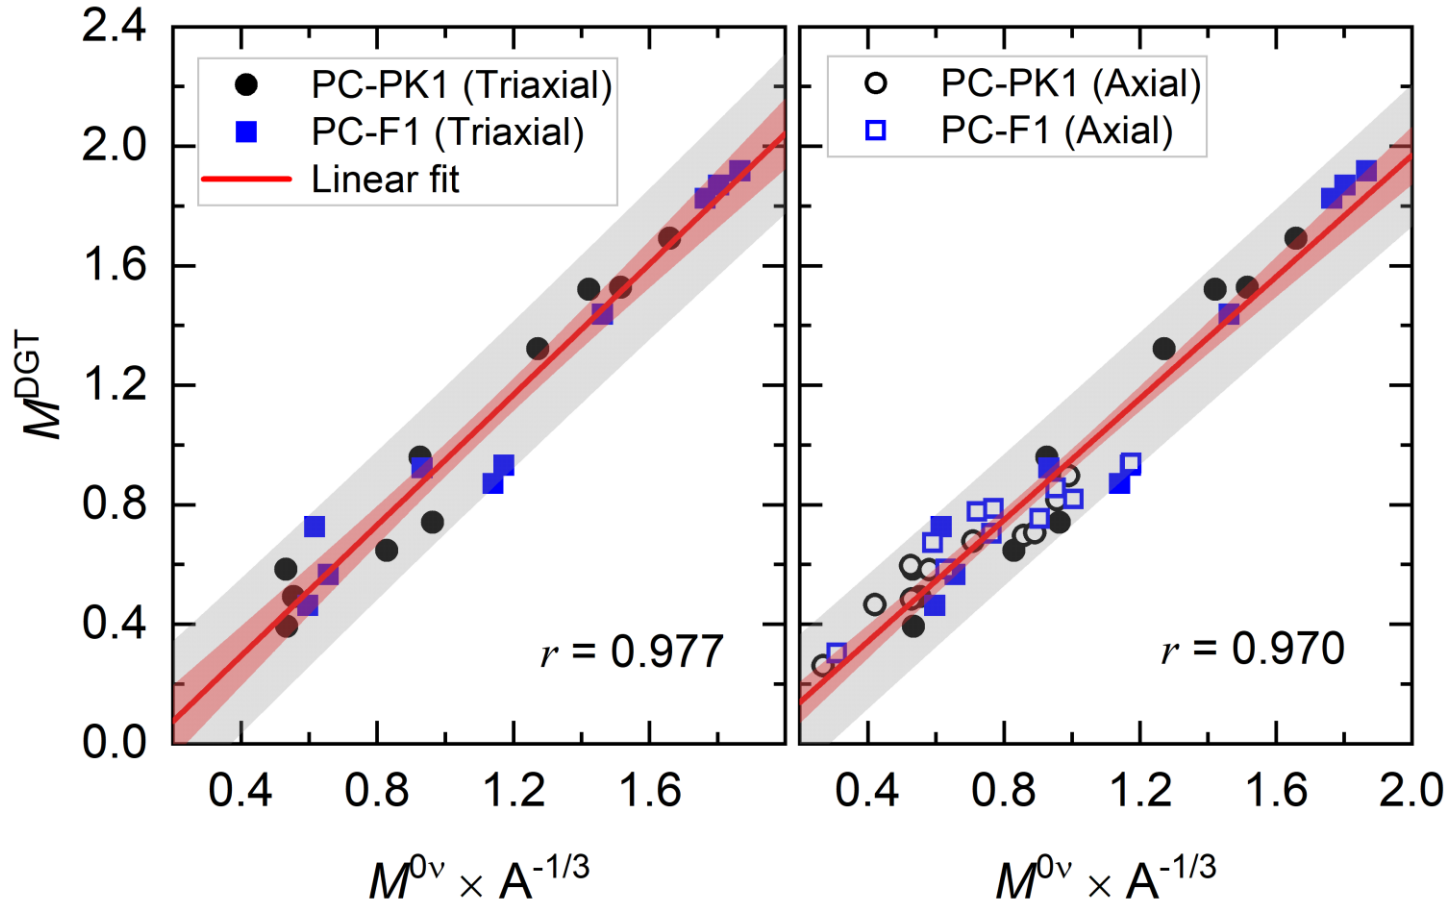 2.4
2.0
1.6
1.2
0.8
0.4
0.0
M^DGT
PC-PK1 (Triaxial)
PC-F1 (Triaxial)
Linear fit
r = 0.977
0.4 0.8 1.2 1.6
M^0ν × A^-1/3
PC-PK1 (Axial)
PC-F1 (Axial)
r = 0.970
0.4 0.8 1.2 1.6 2.0
M^0ν × A^-1/3